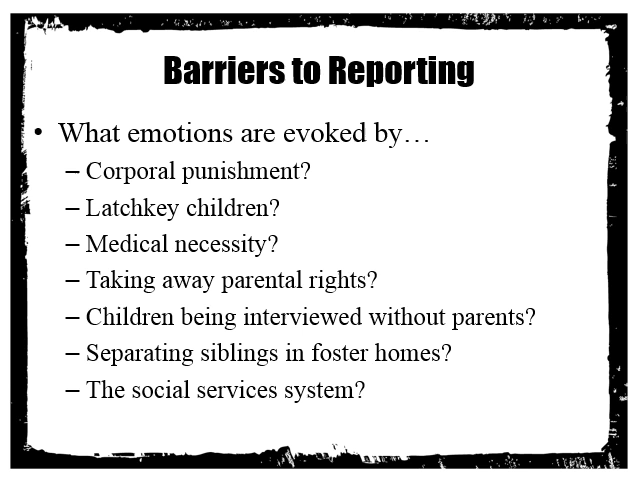 Barriers to Reporting
• What emotions are evoked by…
– Corporal punishment?
– Latchkey children?
– Medical necessity?
– Taking away parental rights?
– Children being interviewed without parents?
– Separating siblings in foster homes?
– The social services system?